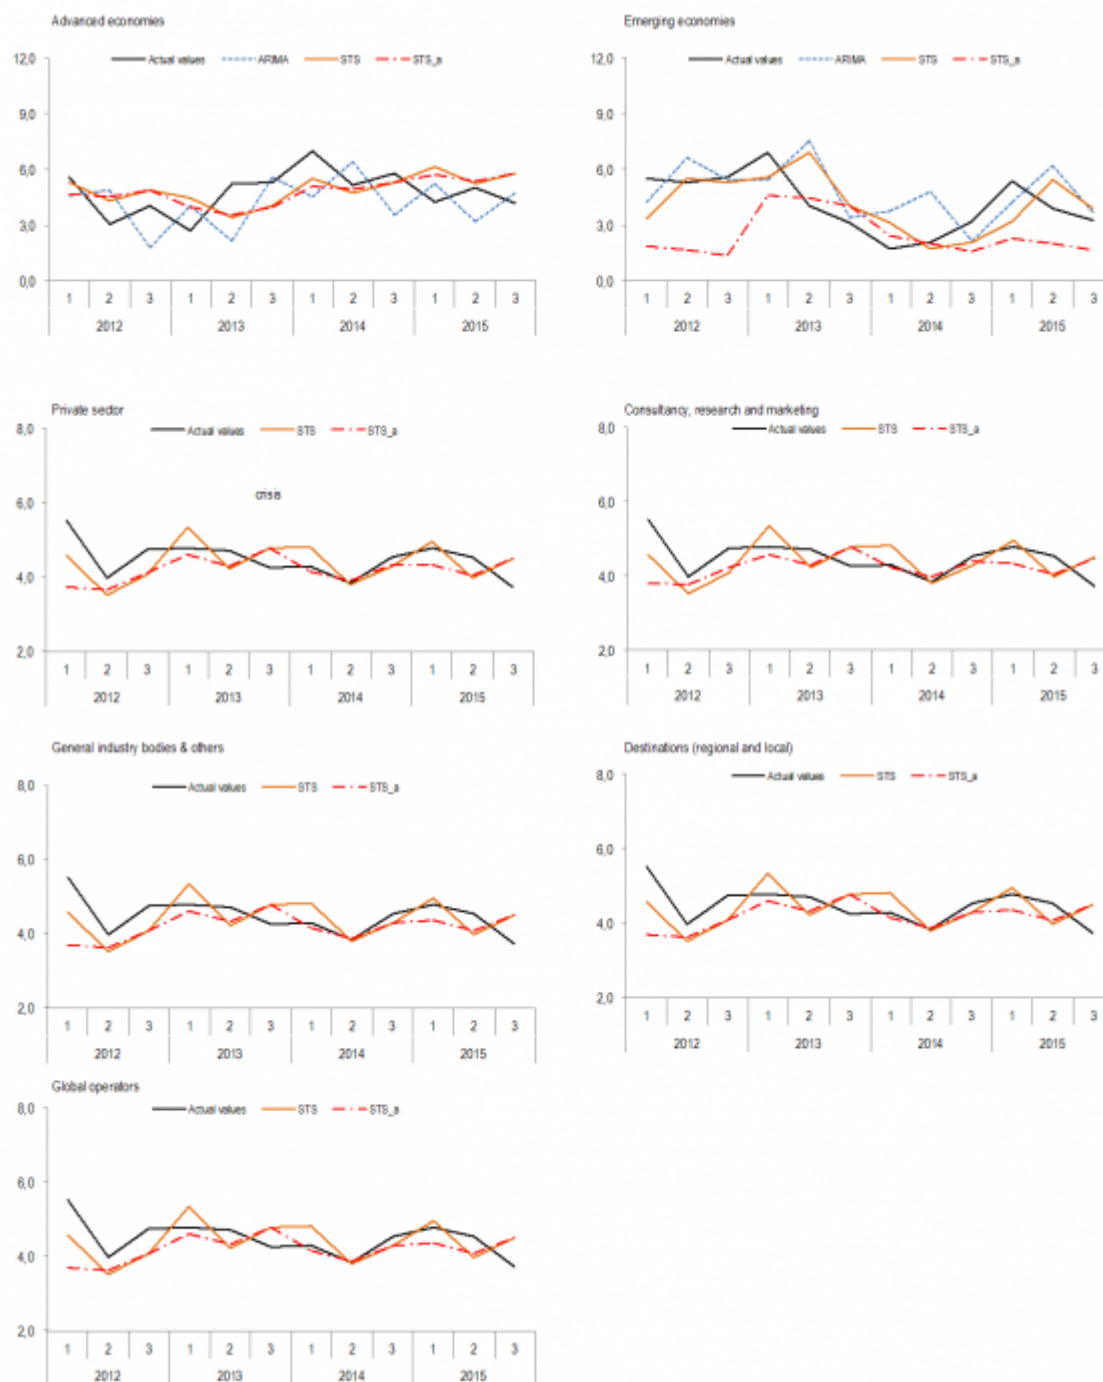 Advanced economies
Actual values ARIMA STS STS_a
12,0
9,0
6,0
3,0
0,0
1 2 3 1 2 3 1 2 3 1 2 3
2012 2013 2014 2015
Emerging economies
Actual values ARIMA STS STS_a
12,0
9,0
6,0
3,0
0,0
1 2 3 1 2 3 1 2 3 1 2 3
2012 2013 2014 2015
Private sector
Actual values STS STS_a
8,0
crisis
6,0
4,0
2,0
1 2 3 1 2 3 1 2 3 1 2 3
2012 2013 2014 2015
Consultancy, research and marketing
Actual values STS STS_a
8,0
6,0
4,0
2,0
1 2 3 1 2 3 1 2 3 1 2 3
2012 2013 2014 2015
General industry bodies & others
Actual values STS STS_a
8,0
6,0
4,0
2,0
1 2 3 1 2 3 1 2 3 1 2 3
2012 2013 2014 2015
Destinations (regional and local)
Actual values STS STS_a
8,0
6,0
4,0
2,0
1 2 3 1 2 3 1 2 3 1 2 3
2012 2013 2014 2015
Global operators
Actual values STS STS_a
8,0
6,0
4,0
2,0
1 2 3 1 2 3 1 2 3 1 2 3
2012 2013 2014 2015